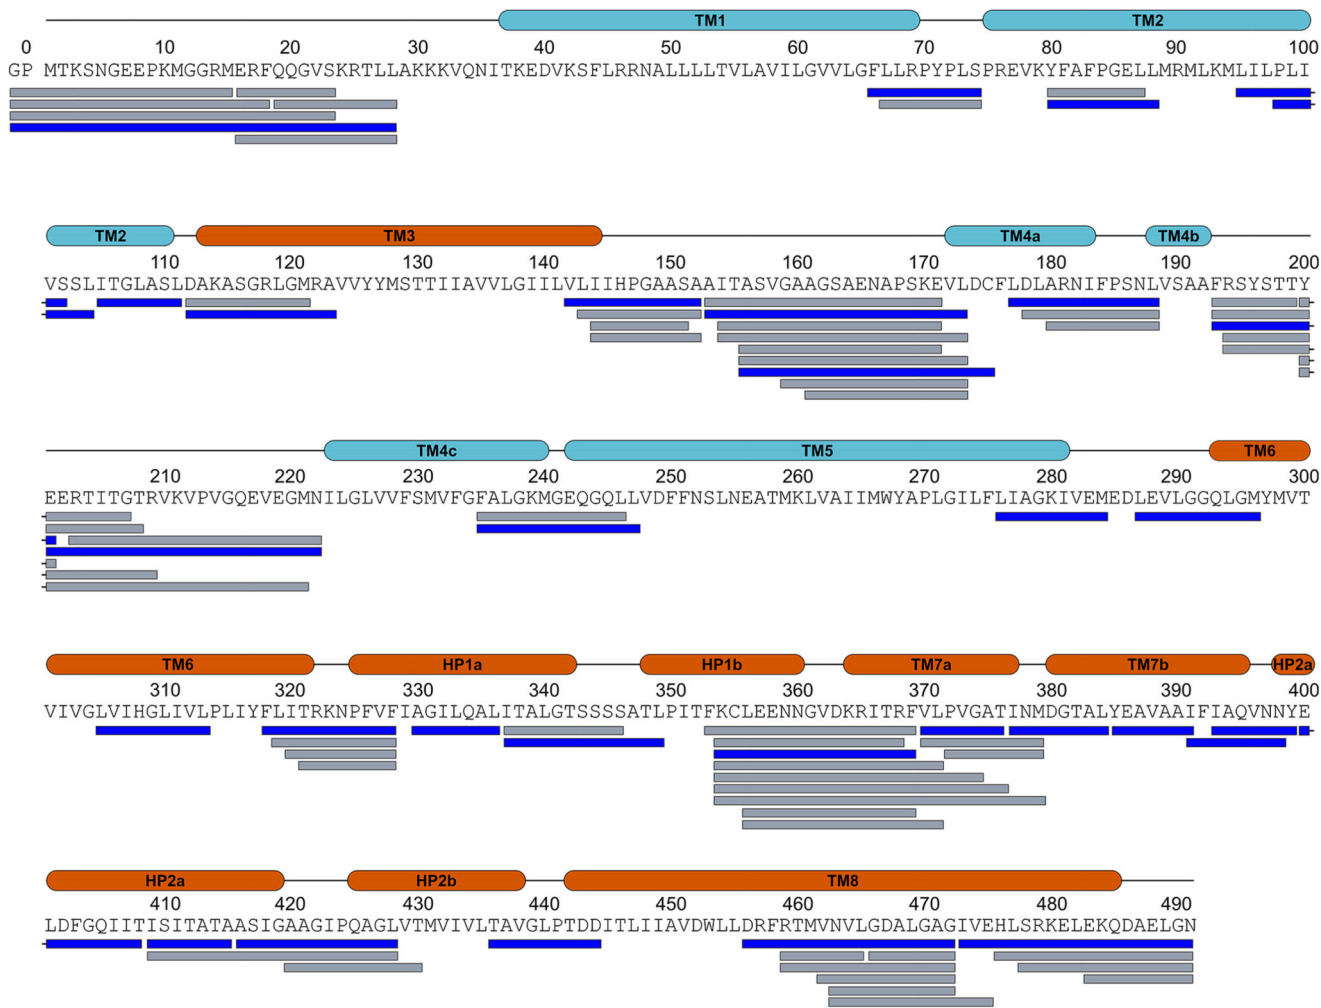 TM1 TM2
0 10 20 30 40 50 60 70 80 90 100
GP MTKSNGEEPKMGGRMERFQQGVSKRTLLAKKKVQNITKEDVKSFLRRNALLLLTVLAVILGVVLGFLLRPYPLSPREVKYFAFPGELLMRMLKMLILPLI
TM2 TM3 TM4a TM4b
110 120 130 140 150 160 170 180 190 200
VSSLITGLASLDAKASGRLGMRAVVYYMSTTIIAVVLGIILVLIIHPGAASAAITASVGAAGSAENAPSKEVLDCFLDLARNIFPSNLVSAAFRSYSTTY
TM4c TM5 TM6
210 220 230 240 250 260 270 280 290 300
EERTITGTRVKVPVGQEVEGMNILGLVVFSMVFGFALGKMGEQGQLLVDFFNSLNEATMKLVAIIMWYAPLGILFLIAGKIVEMEDLEVLGGQLGMYMVT
TM6 HP1a HP1b TM7a TM7b HP2a
310 320 330 340 350 360 370 380 390 400
VIVGLVIHGLIVLPLIYFLITRKNPFVFIAGILQALITALGTSSSSATLPITFKCLEENNGVDKRITRFVLPVGATINMDGTALYEAVAAIFIAQVNNYE
HP2a HP2b TM8
410 420 430 440 450 460 470 480 491
LDFGQIITISITATAASIGAAGIPQAGLVTMVIVLTAVGLPTDDITLIIAVDWLLDRFRTMVNVLGDALGAGIVEHLSRKELEKQDAELGN